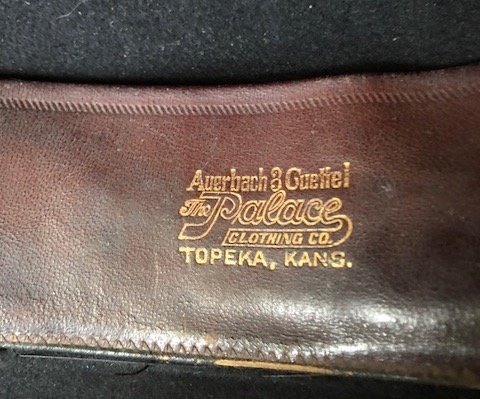 Auerbach & Guettel
The Palace
CLOTHING CO.
TOPEKA, KANS.